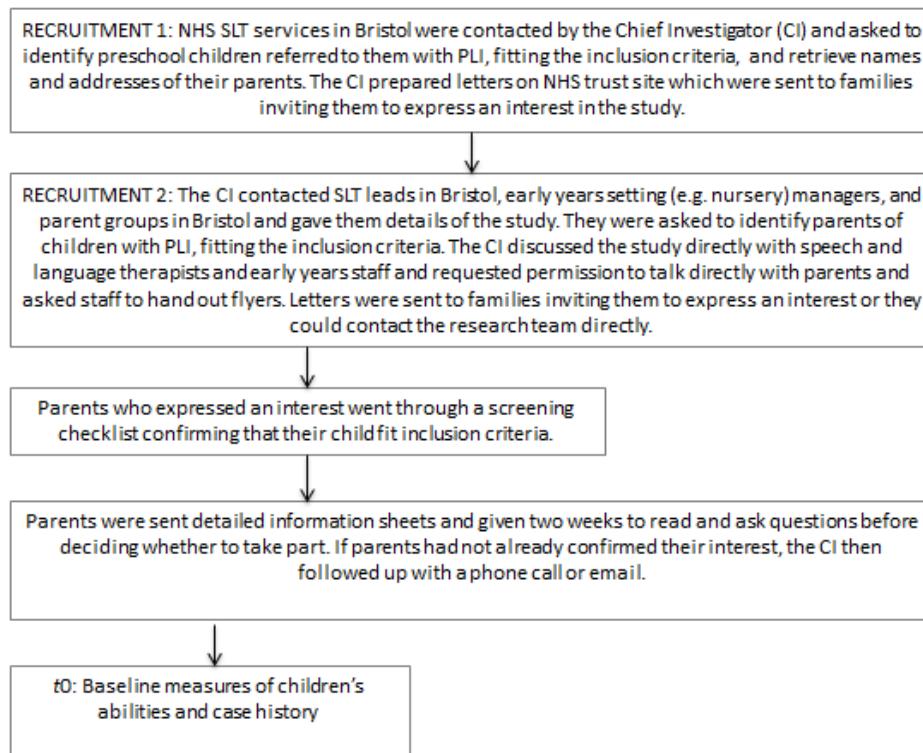 RECRUITMENT 1: NHS SLT services in Bristol were contacted by the Chief Investigator (CI) and asked to
identify preschool children referred to them with PLI, fitting the inclusion criteria, and retrieve names
and addresses of their parents. The CI prepared letters on NHS trust site which were sent to families
inviting them to express an interest in the study.
RECRUITMENT 2: The CI contacted SLT leads in Bristol, early years setting (e.g. nursery) managers, and
parent groups in Bristol and gave them details of the study. They were asked to identify parents of
children with PLI, fitting the inclusion criteria. The CI discussed the study directly with speech and
language therapists and early years staff and requested permission to talk directly with parents and
asked staff to hand out flyers. Letters were sent to families inviting them to express an interest or they
could contact the research team directly.
Parents who expressed an interest went through a screening
checklist confirming that their child fit inclusion criteria.
Parents were sent detailed information sheets and given two weeks to read and ask questions before
deciding whether to take part. If parents had not already confirmed their interest, the CI then
followed up with a phone call or email.
t0: Baseline measures of children's
abilities and case history